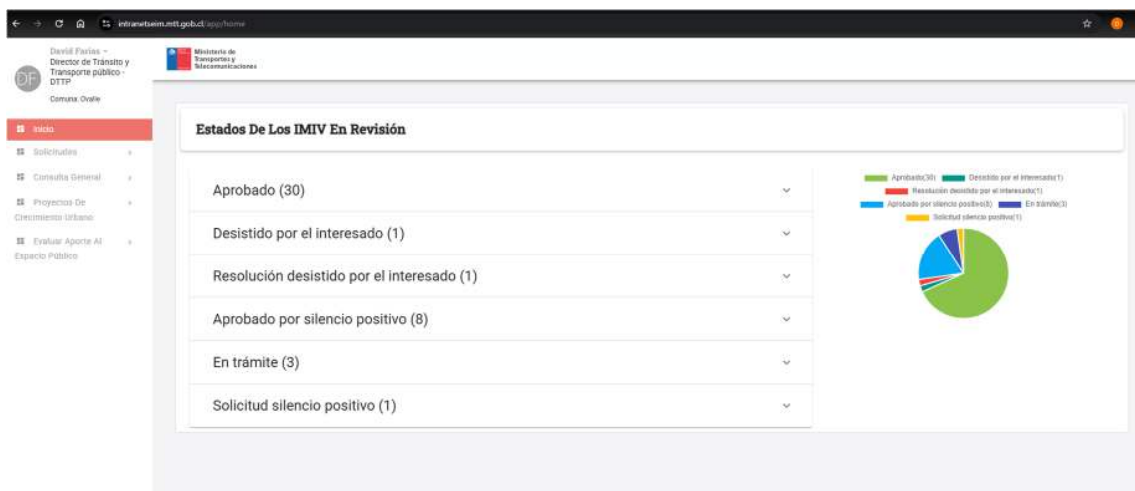 intranetseim.mtt.gob.cl/app/home
David Farias -
Director de Tránsito y
Transporte público -
DTTP
Comuna: Ovalle
DF
Ministerio de
Transportes y
Telecomunicaciones
Inicio
Solicitudes
Consulta General
Proyectos De
Crecimiento Urbano
Evaluar Aporte Al
Espacio Público
Estados De Los IMIV En Revisión
Aprobado (30)
Desistido por el interesado (1)
Resolución desistido por el interesado (1)
Aprobado por silencio positivo (8)
En trámite (3)
Solicitud silencio positivo (1)
Aprobado(30) Desistido por el interesado(1)
Resolución desistido por el interesado(1)
Aprobado por silencio positivo(8) En trámite(3)
Solicitud silencio positivo(1)